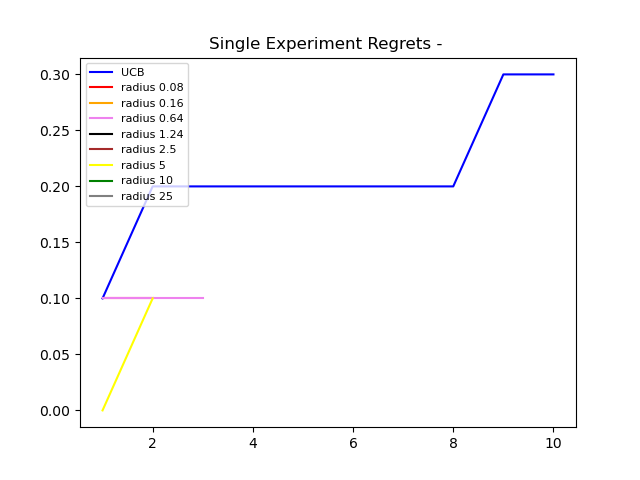 Single Experiment Regrets -
0.30
0.25
0.20
0.15
0.10
0.05
0.00
UCB
radius 0.08
radius 0.16
radius 0.64
radius 1.24
radius 2.5
radius 5
radius 10
radius 25
2 4 6 8 10